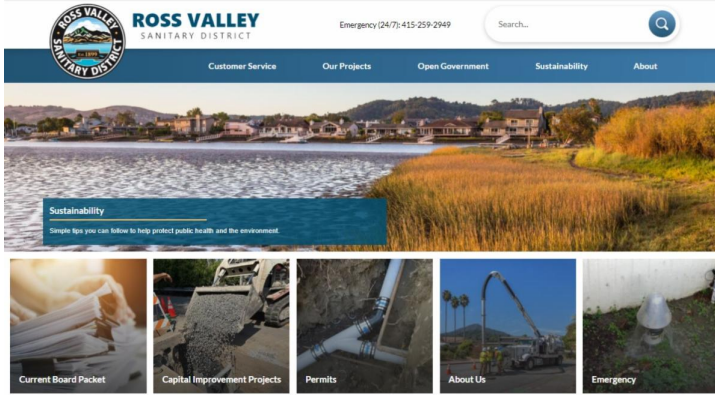 ROSS VALLEY
SANITARY DISTRICT
Est 1899
ROSS VALLEY
SANITARY DISTRICT
Emergency (24/7): 415-259-2949
Search...
Customer Service
Our Projects
Open Government
Sustainability
About
Sustainability
Simple tips you can follow to help protect public health and the environment.
Current Board Packet
Capital Improvement Projects
Permits
About Us
Emergency